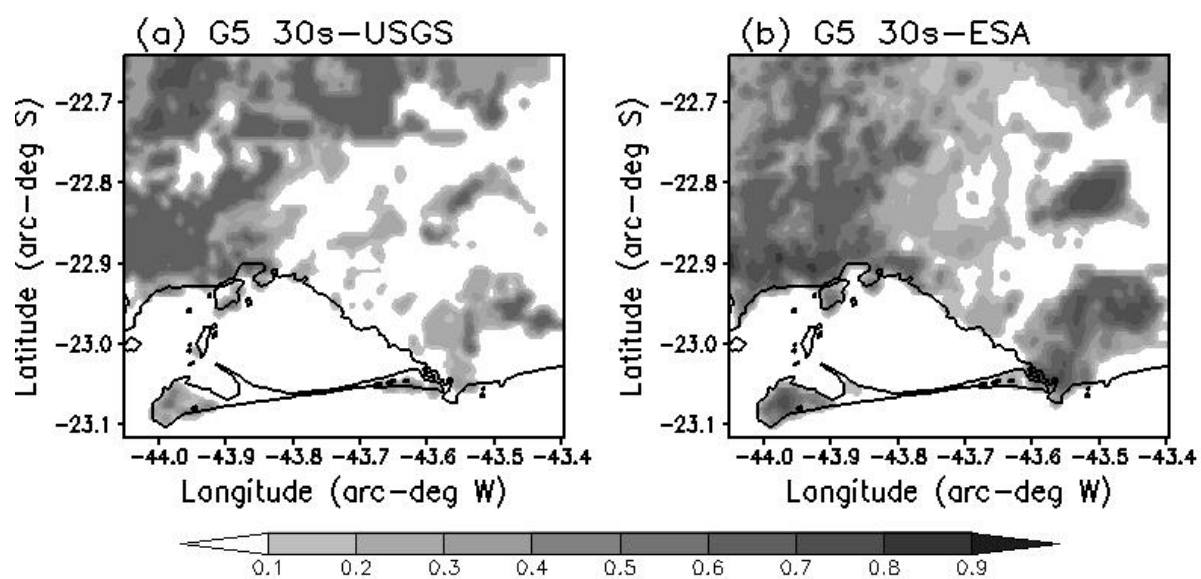 (a) G5 30s-USGS
(b) G5 30s-ESA
Latitude (arc-deg S)
-22.7
-22.8
-22.9
-23.0
-23.1
-44.0 -43.9 -43.8 -43.7 -43.6 -43.5 -43.4
Longitude (arc-deg W)
Latitude (arc-deg S)
-22.7
-22.8
-22.9
-23.0
-23.1
-44.0 -43.9 -43.8 -43.7 -43.6 -43.5 -43.4
Longitude (arc-deg W)
0.1 0.2 0.3 0.4 0.5 0.6 0.7 0.8 0.9